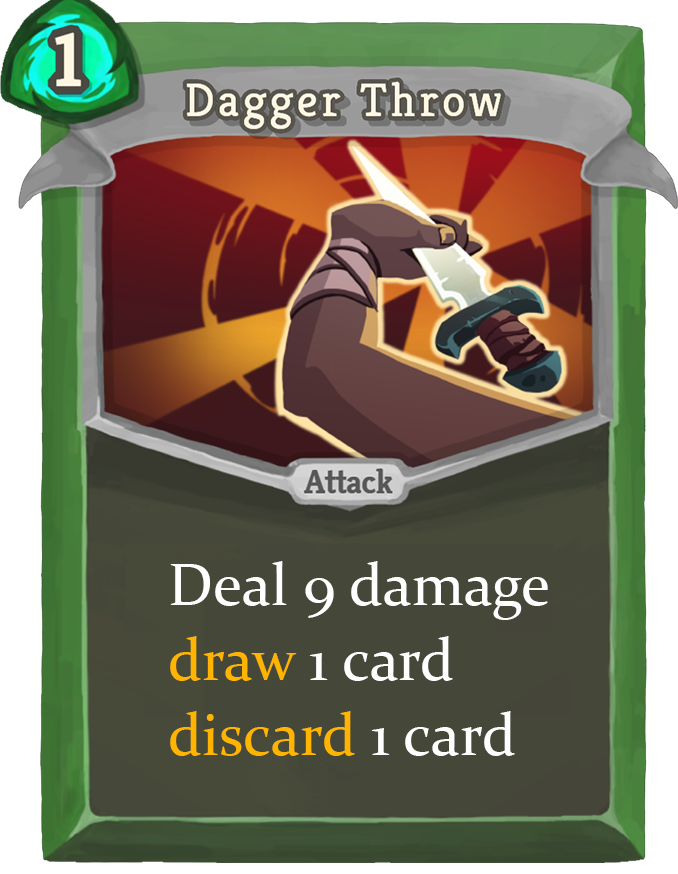 1
Dagger Throw
Attack
Deal 9 damage
draw 1 card
discard 1 card